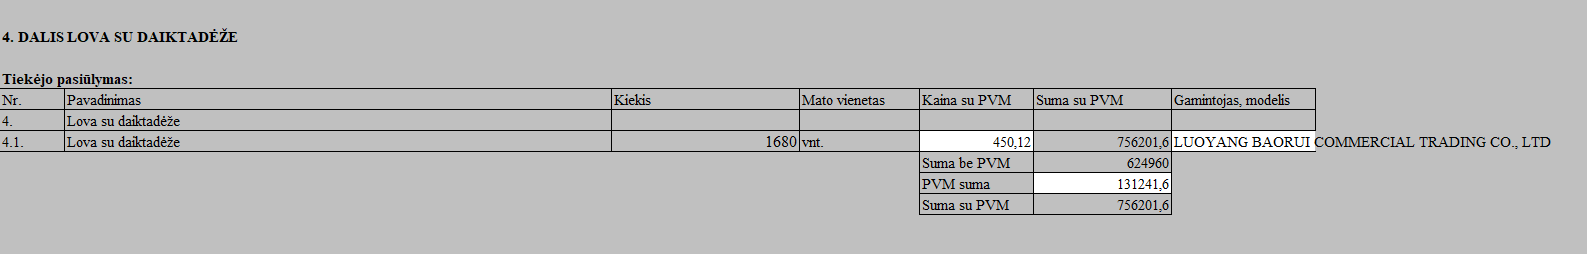 4. DALIS LOVA SU DAIKTADĖŽE
Tiekėjo pasiūlymas:
Nr. Pavadinimas Kiekis Mato vienetas Kaina su PVM Suma su PVM Gamintojas, modelis
4. Lova su daiktadėže
4.1. Lova su daiktadėže 1680 vnt. 450,12 756201,6 LUOYANG BAORUI COMMERCIAL TRADING CO., LTD
Suma be PVM 624960
PVM suma 131241,6
Suma su PVM 756201,6